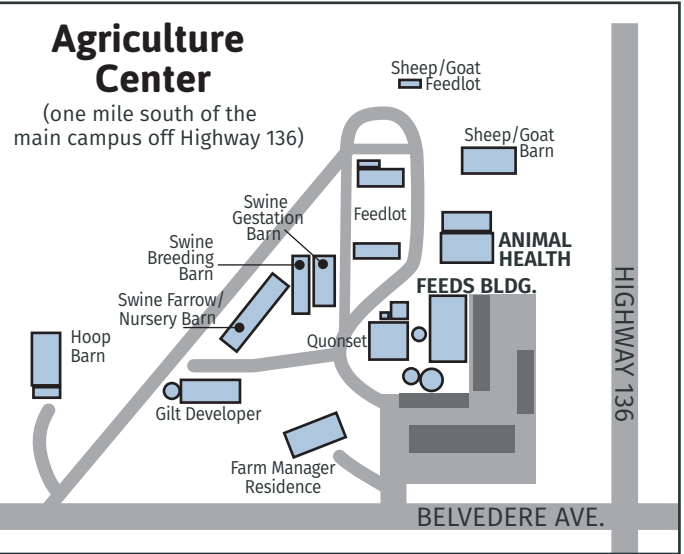 Agriculture
Center
(one mile south of the
main campus off Highway 136)
Sheep/Goat
Feedlot
Sheep/Goat
Barn
Swine
Gestation
Barn
Feedlot
Swine
Breeding
Barn
ANIMAL
HEALTH
FEEDS BLDG.
Swine Farrow/
Nursery Barn
Quonset
Hoop
Barn
HIGHWAY 136
Gilt Developer
Farm Manager
Residence
BELVEDERE AVE.